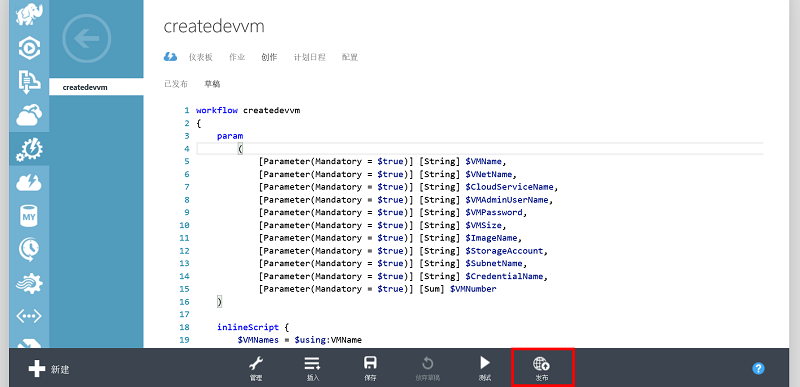 createdevvm
仪表板 作业 创作 计划日程 配置
createdevvm
已发布 草稿
1 workflow createdevvm
2 {
3 param
4 (
5 [Parameter(Mandatory = $true)] [String] $VMName,
6 [Parameter(Mandatory = $true)] [String] $VNetName,
7 [Parameter(Mandatory = $true)] [String] $CloudServiceName,
8 [Parameter(Mandatory = $true)] [String] $VMAdminUserName,
9 [Parameter(Mandatory = $true)] [String] $VMPassword,
10 [Parameter(Mandatory = $true)] [String] $VMSize,
11 [Parameter(Mandatory = $true)] [String] $ImageName,
12 [Parameter(Mandatory = $true)] [String] $StorageAccount,
13 [Parameter(Mandatory = $true)] [String] $SubnetName,
14 [Parameter(Mandatory = $true)] [String] $CredentialName,
15 [Parameter(Mandatory = $true)] [Sum] $VMNumber
16 )
17
18 inlineScript {
19 $VMNames = $using:VMName
MY
新建 管理 插入 保存 放弃草稿 测试 发布 ?